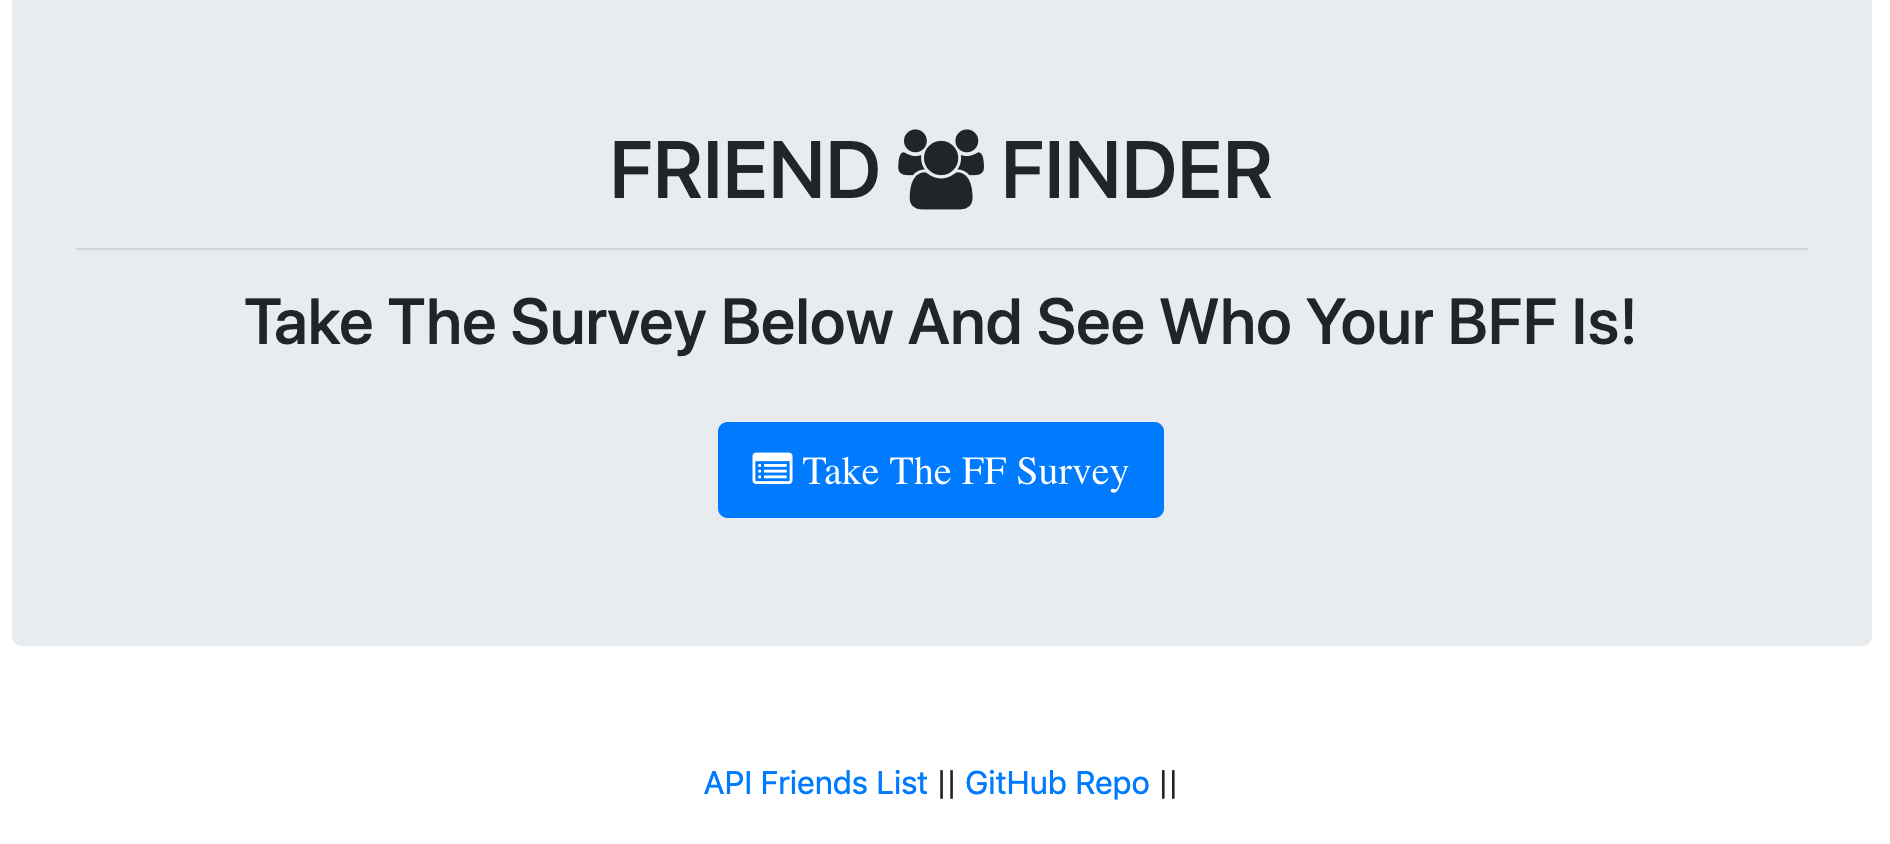 FRIEND FINDER
Take The Survey Below And See Who Your BFF Is!
Take The FF Survey
API Friends List || GitHub Repo ||